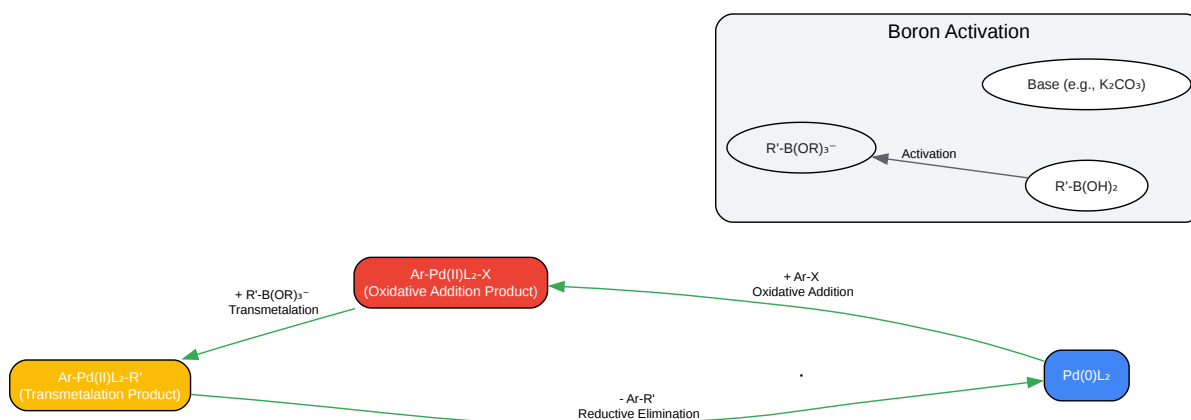 Boron Activation
Base (e.g., K₂CO₃)
R'-B(OR)₃⁻
Activation
R'-B(OH)₂
Ar-Pd(II)L₂-X
(Oxidative Addition Product)
+ Ar-X
Oxidative Addition
+ R'-B(OR)₃⁻
Transmetalation
Ar-Pd(II)L₂-R'
(Transmetalation Product)
Pd(0)L₂
- Ar-R'
Reductive Elimination